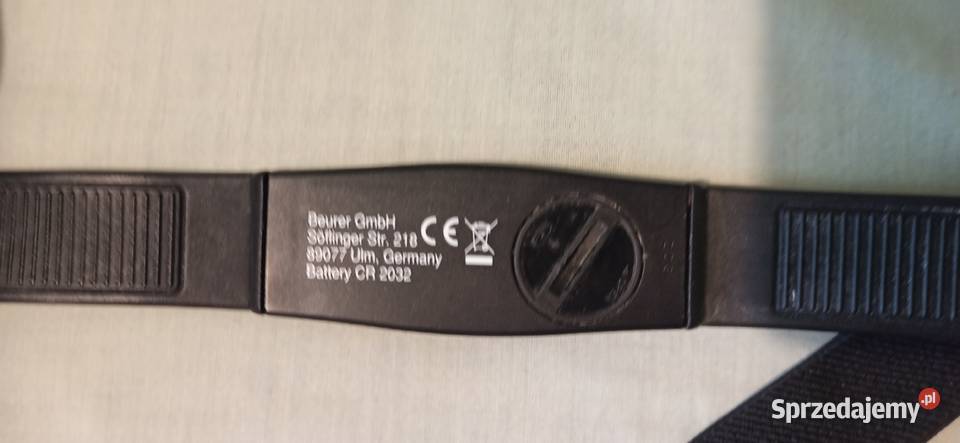 Beurer GmbH
Söflinger Str. 218
89077 Ulm, Germany
Battery CR 2032
CE
Sprzedajemy.pl